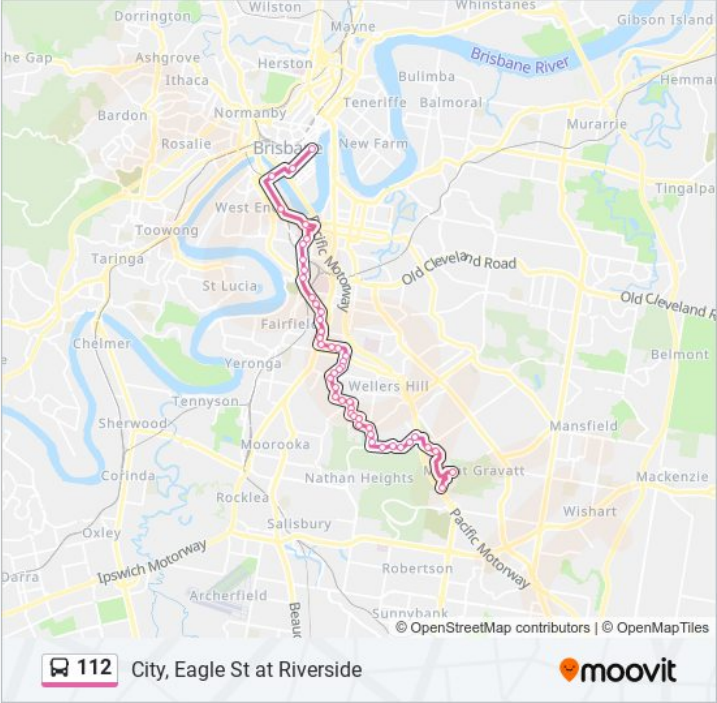 Wilston
Whinstanes
Dorrington
Mayne
Gibson Island
he Gap
Ashgrove
Herston
Brisbane River
Ithaca
Bulimba
Hemma
Bardon
Normanby
Teneriffe
Balmoral
Murarrie
Rosalie
Brisbane
New Farm
Tingalpa
West En
Toowong
Pacific Motorway
Taringa
Old Cleveland Road
St Lucia
Old Cleveland R
Fairfield
Chelmer
Belmont
Yeronga
Wellers Hill
Tennyson
Sherwood
Mansfield
Moorooka
Corinda
Nathan Heights
Mount Gravatt
Mackenzie
Rocklea
Wishart
Salisbury
Pacific Motorway
Oxley
Ipswich Motorway
Robertson
Darra
Archerfield
Beauc
Sunnybank
© OpenStreetMap contributors | © OpenMapTiles
112 City, Eagle St at Riverside
moovit